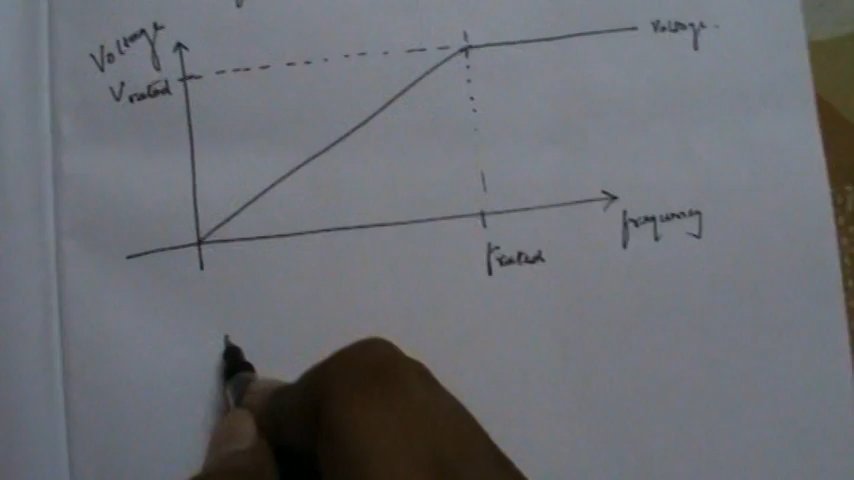 Voltage
Vrated
Voltage.
frequency
frated